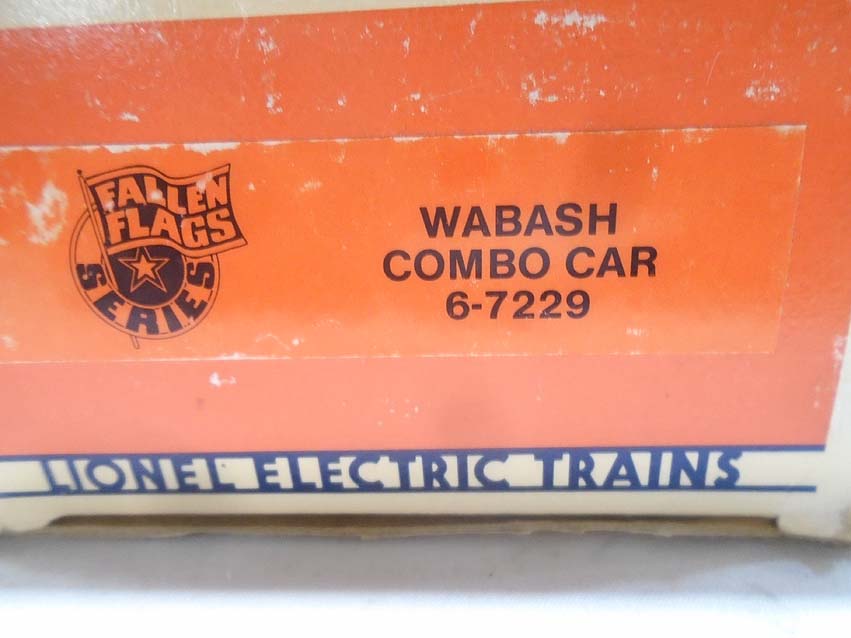 FALLEN
FLAGS
SERIES
WABASH
COMBO CAR
6-7229
LIONEL ELECTRIC TRAINS